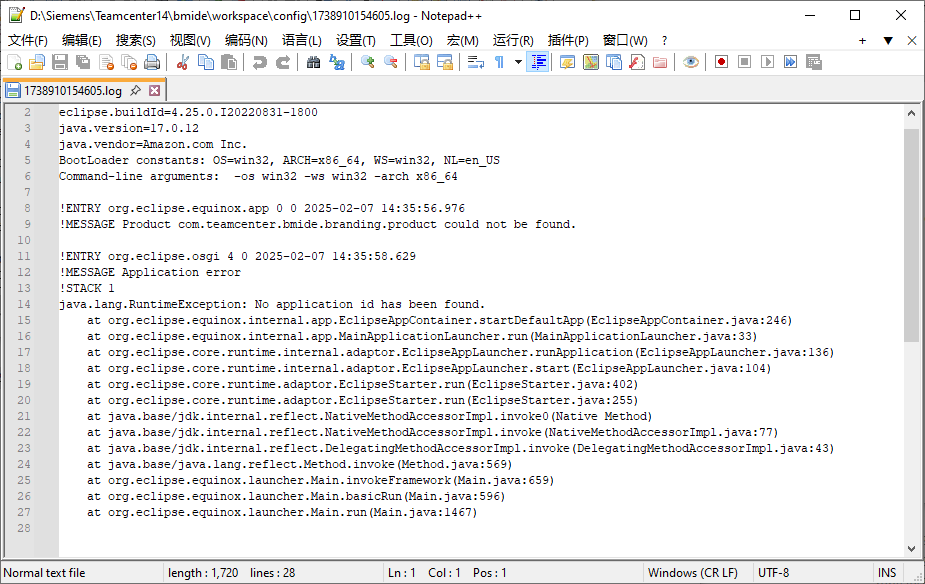 D:\Siemens\Teamcenter14\bmide\workspace\config\1738910154605.log - Notepad++
文件(F) 编辑(E) 搜索(S) 视图(V) 编码(N) 语言(L) 设置(T) 工具(O) 宏(M) 运行(R) 插件(P) 窗口(W) ?
1738910154605.log
2 eclipse.buildId=4.25.0.I20220831-1800
3 java.version=17.0.12
4 java.vendor=Amazon.com Inc.
5 BootLoader constants: OS=win32, ARCH=x86_64, WS=win32, NL=en_US
6 Command-line arguments:  -os win32 -ws win32 -arch x86_64
7
8 !ENTRY org.eclipse.equinox.app 0 0 2025-02-07 14:35:56.976
9 !MESSAGE Product com.teamcenter.bmide.branding.product could not be found.
10
11 !ENTRY org.eclipse.osgi 4 0 2025-02-07 14:35:58.629
12 !MESSAGE Application error
13 !STACK 1
14 java.lang.RuntimeException: No application id has been found.
15 at org.eclipse.equinox.internal.app.EclipseAppContainer.startDefaultApp(EclipseAppContainer.java:246)
16 at org.eclipse.equinox.internal.app.MainApplicationLauncher.run(MainApplicationLauncher.java:33)
17 at org.eclipse.core.runtime.internal.adaptor.EclipseAppLauncher.runApplication(EclipseAppLauncher.java:136)
18 at org.eclipse.core.runtime.internal.adaptor.EclipseAppLauncher.start(EclipseAppLauncher.java:104)
19 at org.eclipse.core.runtime.adaptor.EclipseStarter.run(EclipseStarter.java:402)
20 at org.eclipse.core.runtime.adaptor.EclipseStarter.run(EclipseStarter.java:255)
21 at java.base/jdk.internal.reflect.NativeMethodAccessorImpl.invoke0(Native Method)
22 at java.base/jdk.internal.reflect.NativeMethodAccessorImpl.invoke(NativeMethodAccessorImpl.java:77)
23 at java.base/jdk.internal.reflect.DelegatingMethodAccessorImpl.invoke(DelegatingMethodAccessorImpl.java:43)
24 at java.base/java.lang.reflect.Method.invoke(Method.java:569)
25 at org.eclipse.equinox.launcher.Main.invokeFramework(Main.java:659)
26 at org.eclipse.equinox.launcher.Main.basicRun(Main.java:596)
27 at org.eclipse.equinox.launcher.Main.run(Main.java:1467)
28
Normal text file length : 1,720 lines : 28 Ln : 1 Col : 1 Pos : 1 Windows (CR LF) UTF-8 INS